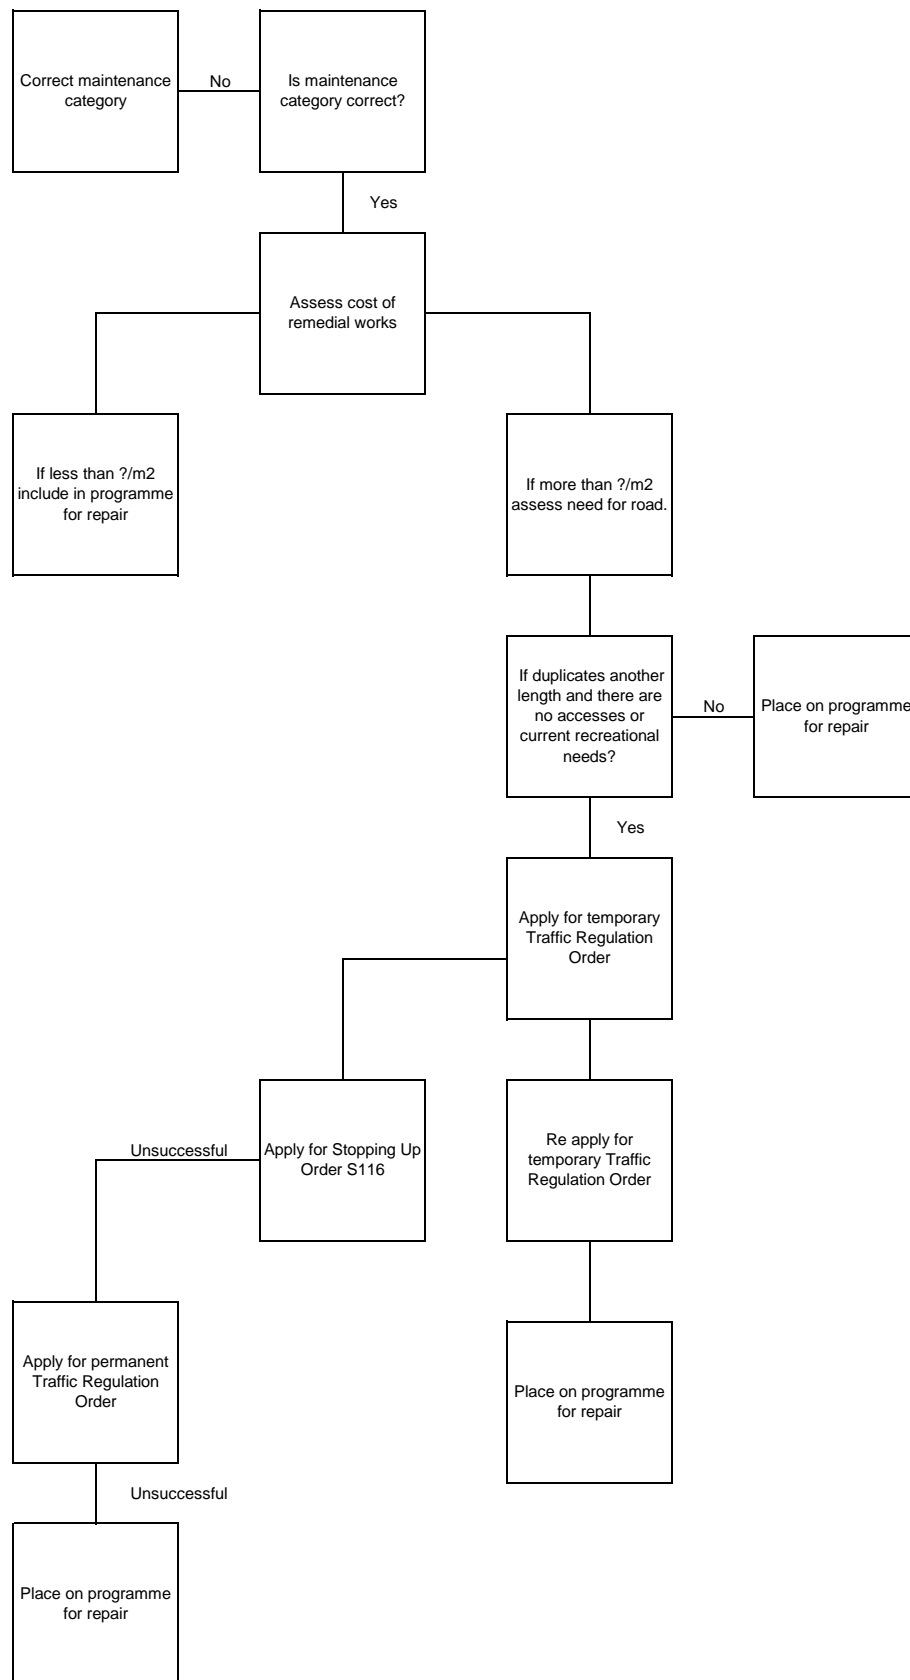 Correct maintenance
category
No
Is maintenance
category correct?
Yes
Assess cost of
remedial works
If less than ?/m2
include in programme
for repair
If more than ?/m2
assess need for road.
If duplicates another
length and there are
no accesses or
current recreational
needs?
No
Place on programme
for repair
Yes
Apply for temporary
Traffic Regulation
Order
Unsuccessful
Apply for Stopping Up
Order S116
Re apply for
temporary Traffic
Regulation Order
Apply for permanent
Traffic Regulation
Order
Place on programme
for repair
Unsuccessful
Place on programme
for repair